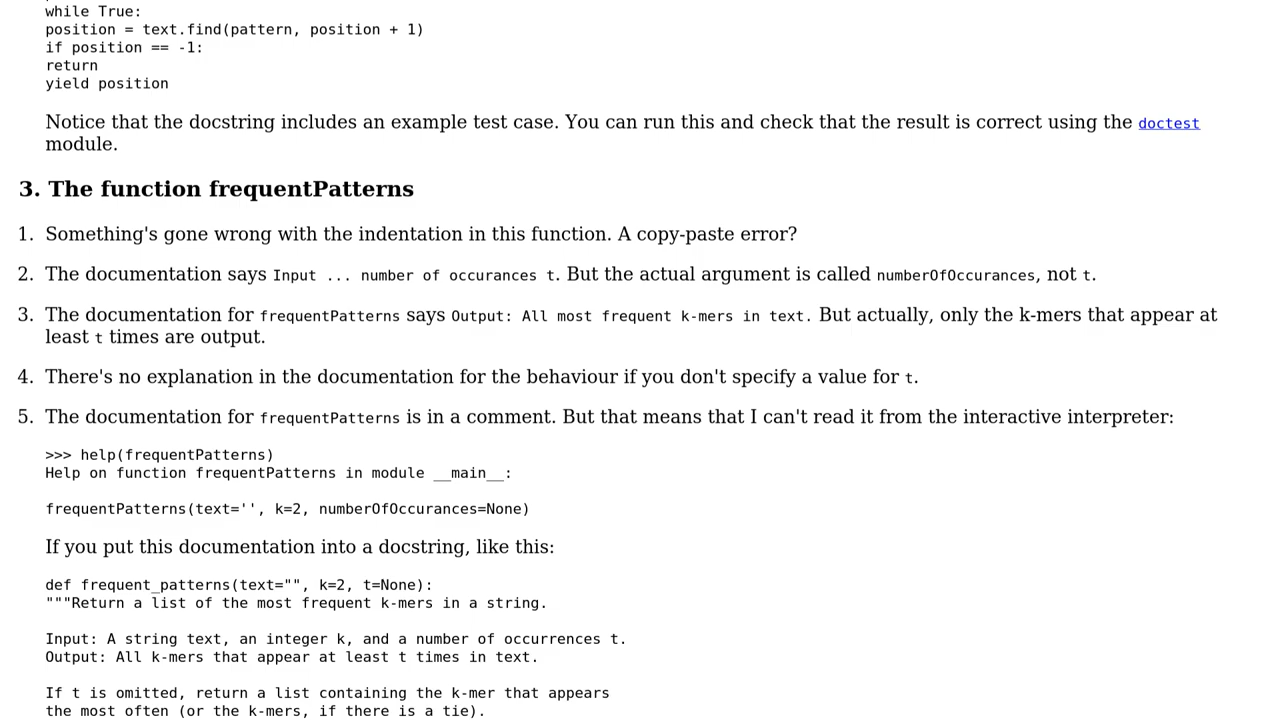 while True:
position = text.find(pattern, position + 1)
if position == -1:
return
yield position
Notice that the docstring includes an example test case. You can run this and check that the result is correct using the doctest
module.
3. The function frequentPatterns
1. Something's gone wrong with the indentation in this function. A copy-paste error?
2. The documentation says Input ... number of occurances t. But the actual argument is called numberOfOccurances, not t.
3. The documentation for frequentPatterns says Output: All most frequent k-mers in text. But actually, only the k-mers that appear at
least t times are output.
4. There's no explanation in the documentation for the behaviour if you don't specify a value for t.
5. The documentation for frequentPatterns is in a comment. But that means that I can't read it from the interactive interpreter:
>>> help(frequentPatterns)
Help on function frequentPatterns in module __main__:
frequentPatterns(text='', k=2, numberOfOccurances=None)
If you put this documentation into a docstring, like this:
def frequent_patterns(text="", k=2, t=None):
"""Return a list of the most frequent k-mers in a string.
Input: A string text, an integer k, and a number of occurrences t.
Output: All k-mers that appear at least t times in text.
If t is omitted, return a list containing the k-mer that appears
the most often (or the k-mers, if there is a tie).